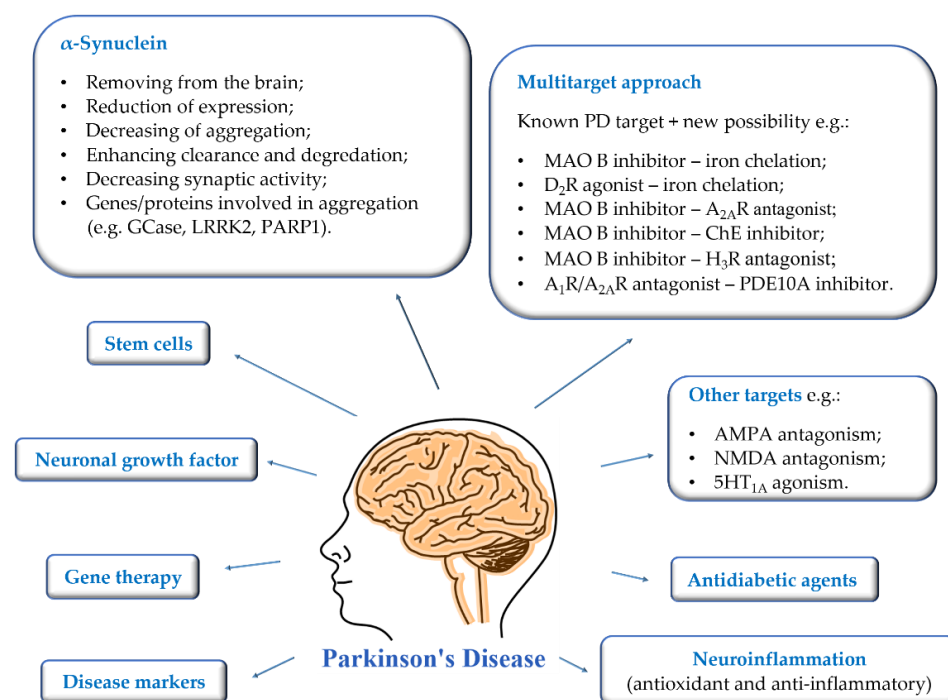 α-Synuclein
• Removing from the brain;
• Reduction of expression;
• Decreasing of aggregation;
• Enhancing clearance and degredation;
• Decreasing synaptic activity;
• Genes/proteins involved in aggregation
(e.g. GCase, LRRK2, PARP1).
Multitarget approach
Known PD target + new possibility e.g.:
• MAO B inhibitor – iron chelation;
• D₂R agonist – iron chelation;
• MAO B inhibitor – A₂ₐR antagonist;
• MAO B inhibitor – ChE inhibitor;
• MAO B inhibitor – H₃R antagonist;
• A₁R/A₂ₐR antagonist – PDE10A inhibitor.
Stem cells
Other targets e.g.:
• AMPA antagonism;
• NMDA antagonism;
• 5HT₁ₐ agonism.
Neuronal growth factor
Gene therapy
Antidiabetic agents
Parkinson's Disease
Disease markers
Neuroinflammation
(antioxidant and anti-inflammatory)